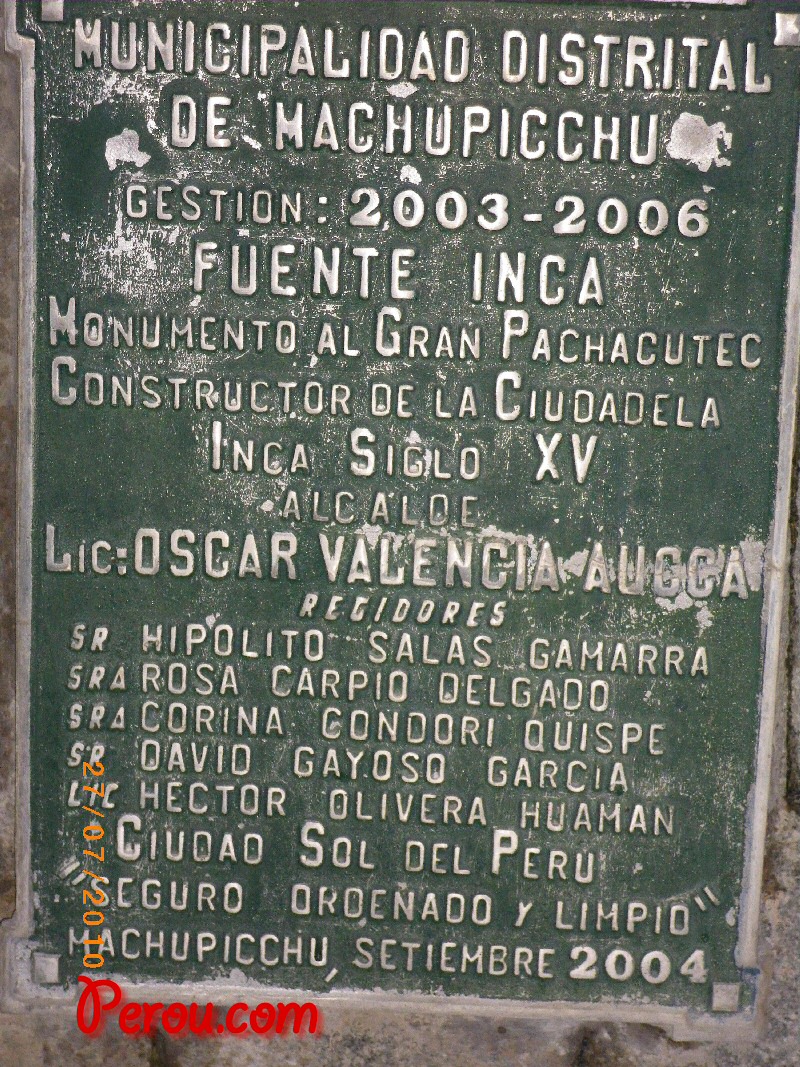 MUNICIPALIDAD DISTRITAL
DE MACHUPICCHU
GESTION: 2003-2006
FUENTE INCA
MONUMENTO AL GRAN PACHACUTEC
CONSTRUCTOR DE LA CIUDADELA
INCA SIGLO XV
ALCALDE
LIC: OSCAR VALENCIA AUCCA
REGIDORES
SR HIPOLITO SALAS GAMARRA
SRA ROSA CARPIO DELGADO
SRA CORINA CONDORI QUISPE
SR DAVID GAYOSO GARCIA
LIC HECTOR OLIVERA HUAMAN
CIUDAD SOL DEL PERU
"SEGURO ORDENADO Y LIMPIO"
MACHUPICCHU, SETIEMBRE 2004
27/07/2010
Perou.com